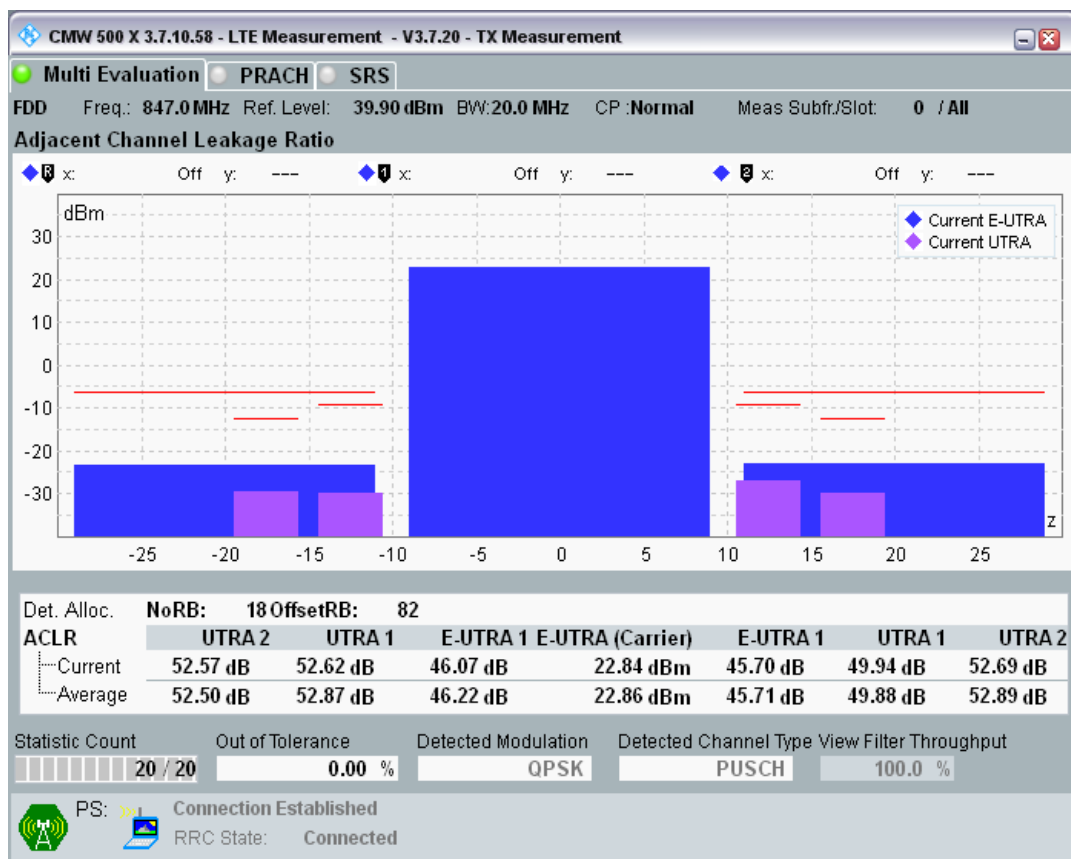 CMW 500 X 3.7.10.58 - LTE Measurement - V3.7.20 - TX Measurement
Multi Evaluation PRACH SRS
FDD Freq.: 847.0 MHz Ref. Level: 39.90 dBm BW:20.0 MHz CP :Normal Meas Subfr./Slot: 0 / All
Adjacent Channel Leakage Ratio
R x: Off y: --- 1 x: Off y: --- 2 x: Off y: ---
dBm
Current E-UTRA
Current UTRA
30
20
10
0
-10
-20
-30
z
-25 -20 -15 -10 -5 0 5 10 15 20 25
Det. Alloc. NoRB: 18 OffsetRB: 82
ACLR UTRA 2 UTRA 1 E-UTRA 1 E-UTRA (Carrier) E-UTRA 1 UTRA 1 UTRA 2
Current 52.57 dB 52.62 dB 46.07 dB 22.84 dBm 45.70 dB 49.94 dB 52.69 dB
Average 52.50 dB 52.87 dB 46.22 dB 22.86 dBm 45.71 dB 49.88 dB 52.89 dB
Statistic Count Out of Tolerance Detected Modulation Detected Channel Type View Filter Throughput
20 / 20 0.00 % QPSK PUSCH 100.0 %
PS: Connection Established
RRC State: Connected